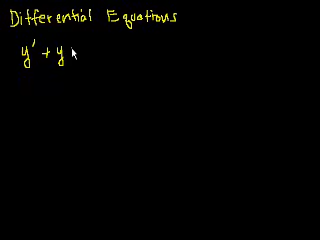 Differential Equations
y' + y